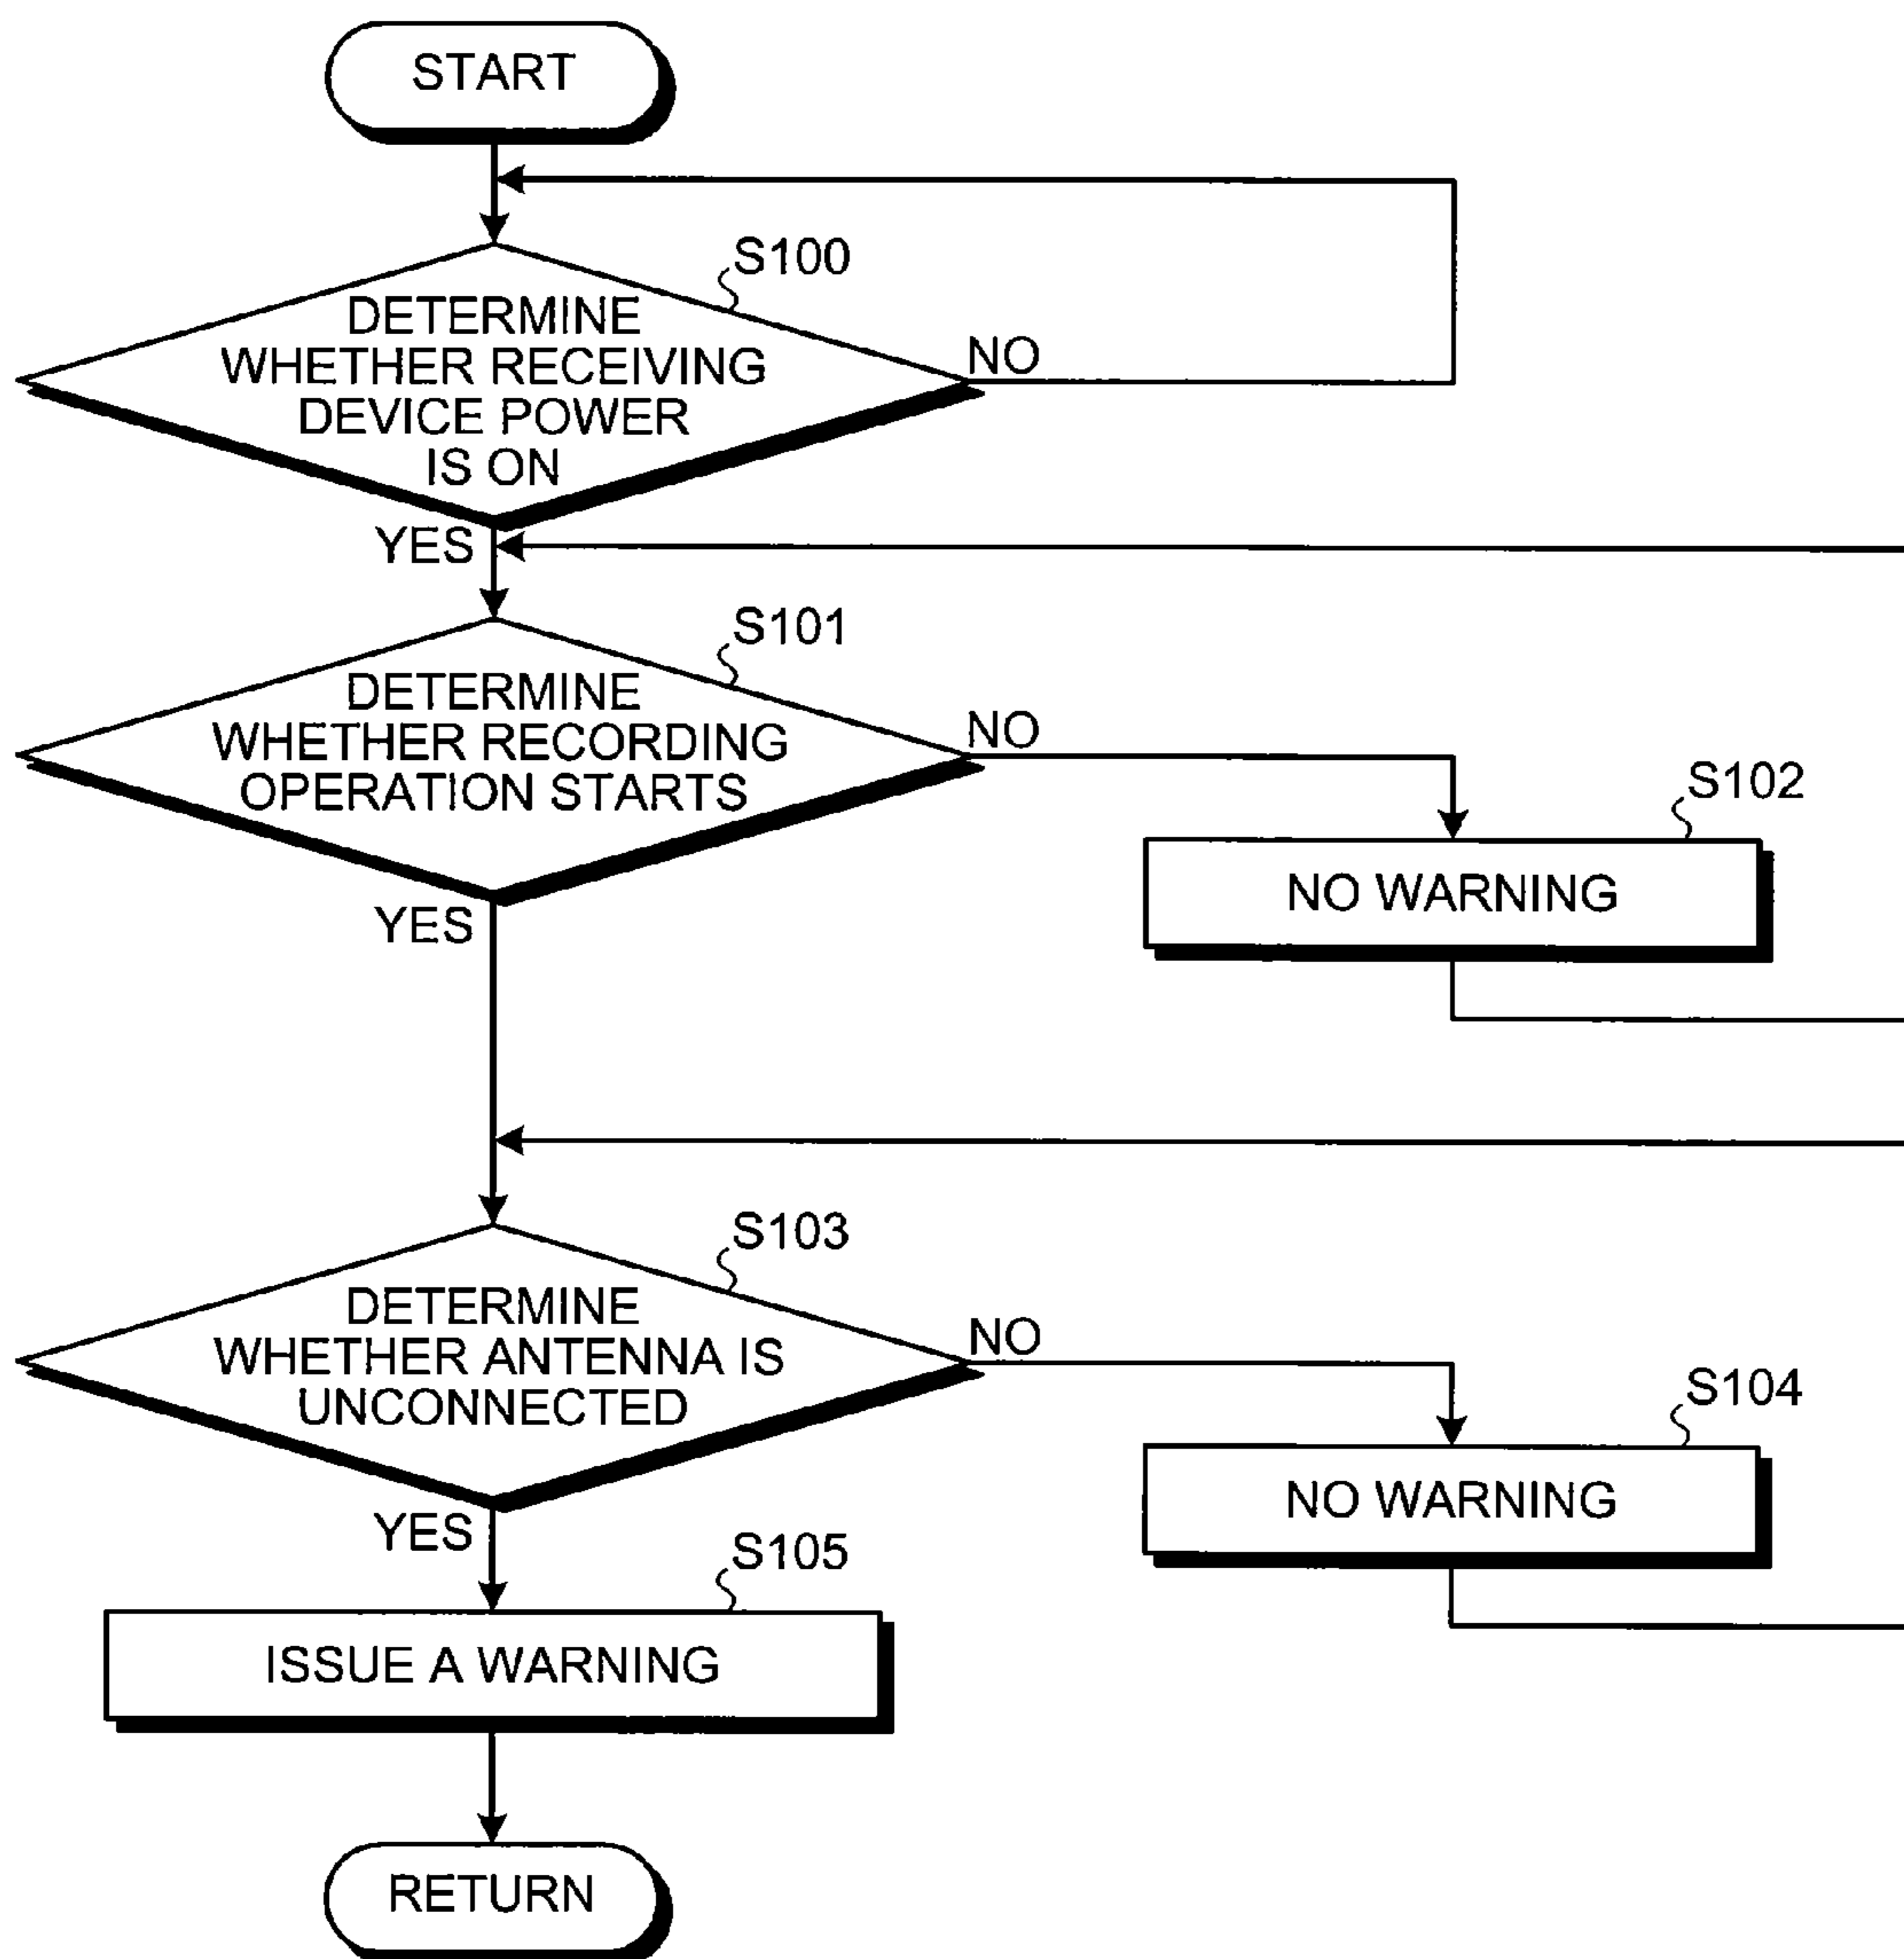 START
S100
DETERMINE
WHETHER RECEIVING
DEVICE POWER
IS ON
NO
YES
S101
DETERMINE
WHETHER RECORDING
OPERATION STARTS
NO
S102
NO WARNING
YES
S103
DETERMINE
WHETHER ANTENNA IS
UNCONNECTED
NO
S104
NO WARNING
YES
S105
ISSUE A WARNING
RETURN